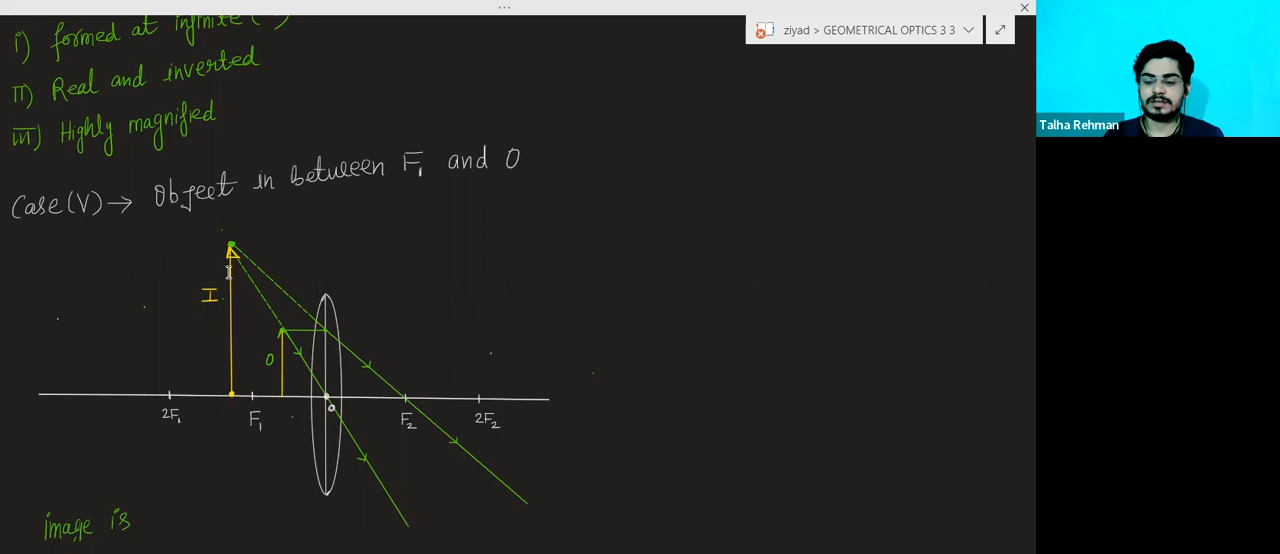 i) formed at infinite
ziyad > GEOMETRICAL OPTICS 3 3
II) Real and inverted
III) Highly magnified
Talha Rehman
Case(V) → Object in between F1 and O
I
O
2F1
F1
O
F2
2F2
image is